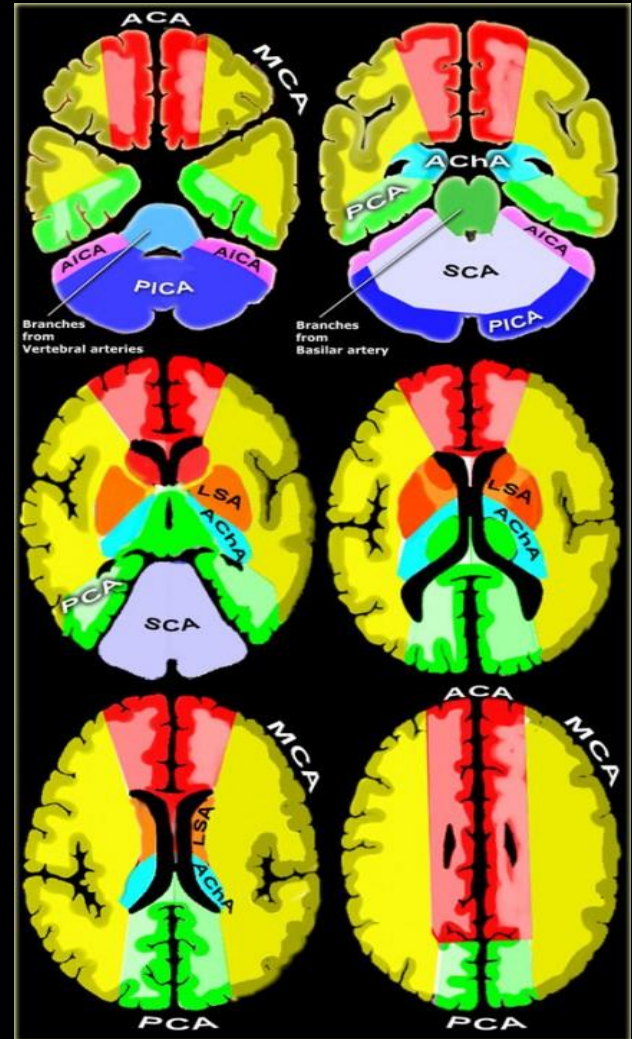 ACA
MCA
AICA
AICA
PICA
Branches
from
Vertebral arteries
AChA
PCA
AICA
SCA
PICA
Branches
from
Basilar artery
LSA
AChA
PCA
SCA
LSA
AChA
ACA
MCA
LSA
AChA
PCA
MCA
PCA